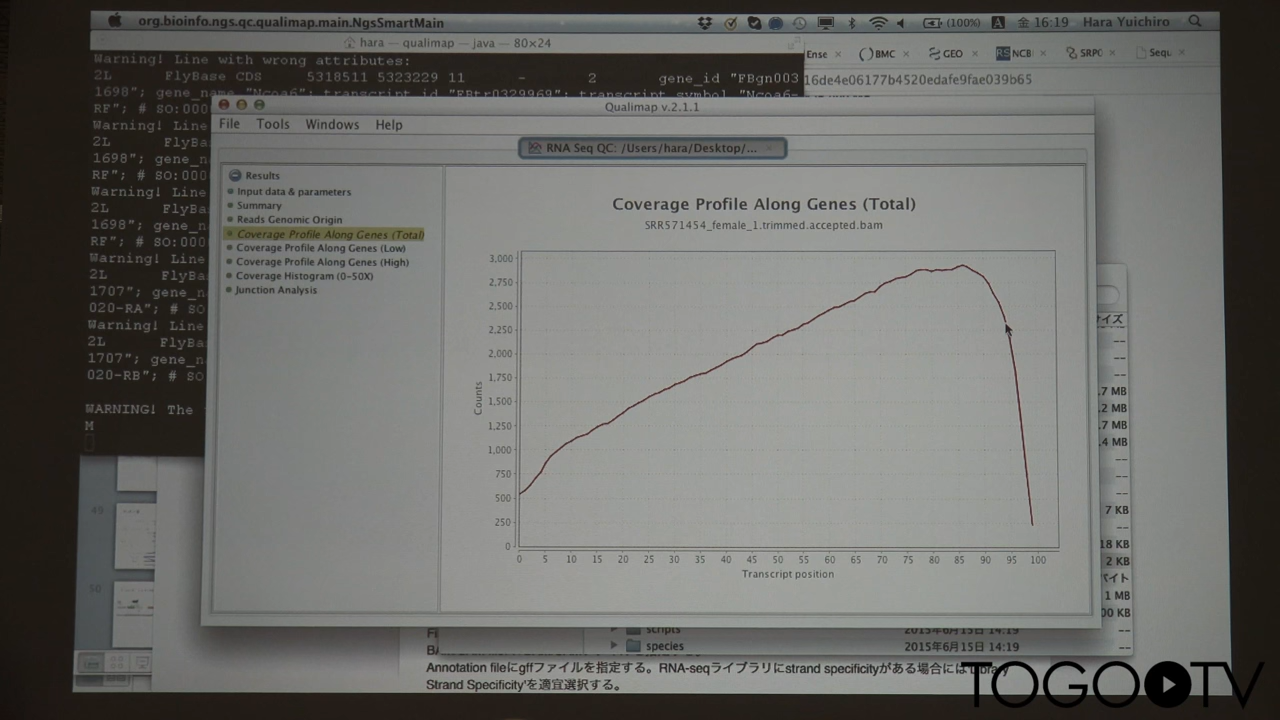 org.bioinfo.ngs.qc.qualimap.main.NgsSmartMain
(100%) A 金 16:19 Hara Yuichiro
hara — qualimap — java — 80×24
Ense × BMC × GEO × RS NCB × SRPC × Sequ ×
16de4e06177b4520edafe9fae039b65
Warning! Line with wrong attributes:
2L FlyBase CDS 5318511 5323229 11 - 2 gene_id "FBgn003
1698"; gene_name "Ncoa6"; transcript_id "FBtr0329969"; transcript_symbol "Ncoa6-
RF"; # SO:000
Warning! Line
2L FlyBa
1698"; gene_n
RF"; # SO:000
Warning! Line
2L FlyBa
1698"; gene_n
RF"; # SO:000
Warning! Line
2L FlyBa
1707"; gene_n
020-RA"; # SO
Warning! Line
2L FlyBa
1707"; gene_n
020-RB"; # SO
WARNING! The
M
Qualimap v.2.1.1
File Tools Windows Help
RNA Seq QC: /Users/hara/Desktop/... ×
Results
Input data & parameters
Summary
Reads Genomic Origin
Coverage Profile Along Genes (Total)
Coverage Profile Along Genes (Low)
Coverage Profile Along Genes (High)
Coverage Histogram (0-50X)
Junction Analysis
Coverage Profile Along Genes (Total)
SRR571454_female_1.trimmed.accepted.bam
3,000
2,750
2,500
2,250
2,000
1,750
1,500
1,250
1,000
750
500
250
0
Counts
0 5 10 15 20 25 30 35 40 45 50 55 60 65 70 75 80 85 90 95 100
Transcript position
イズ
--
--
--
.7 MB
.2 MB
.7 MB
.4 MB
--
--
--
7 KB
--
18 KB
2 KB
バイト
1 MB
00 KB
49
50
scripts 2015年6月15日 14:19 --
species 2015年6月15日 14:19 --
Annotation fileにgffファイルを指定する。RNA-seqライブラリにstrand specificityがある場合には'Library
Strand Specificity'を適宜選択する。
TOGO TV